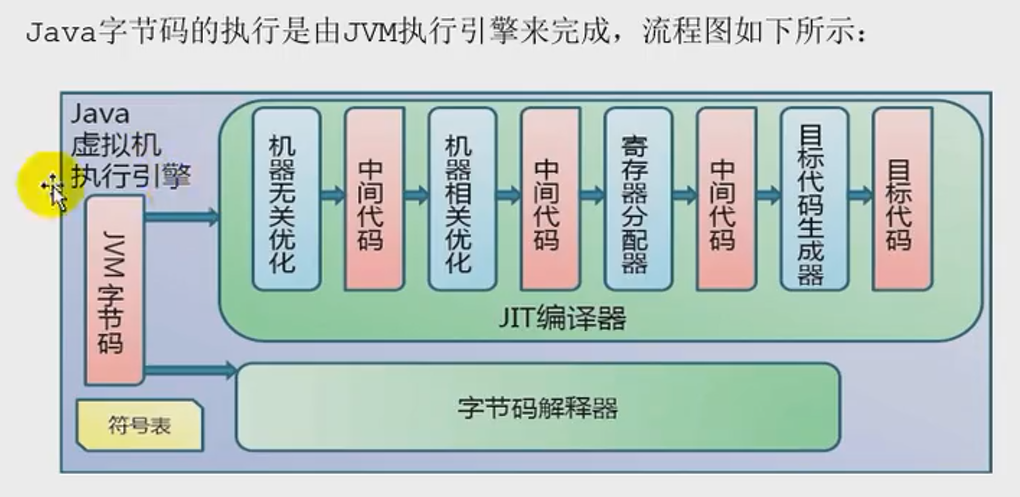 Java字节码的执行是由JVM执行引擎来完成，流程图如下所示：
Java
虚拟机
执行引擎
JVM字节码
符号表
机器无关优化
中间代码
机器相关优化
中间代码
寄存器分配器
中间代码
目标代码生成器
目标代码
JIT编译器
字节码解释器